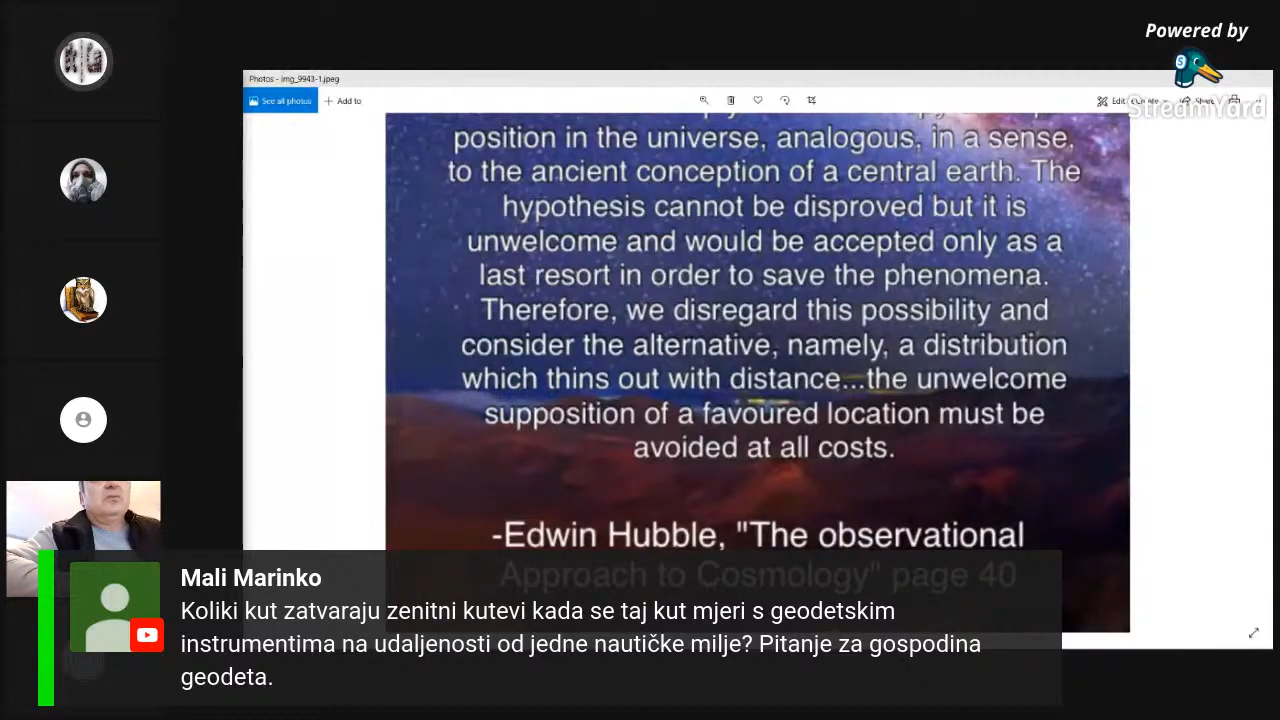 Powered by
StreamYard
Photos - img_9943-1.jpeg
See all photos
Add to
Edit
Share
position in the universe, analogous, in a sense,
to the ancient conception of a central earth. The
hypothesis cannot be disproved but it is
unwelcome and would be accepted only as a
last resort in order to save the phenomena.
Therefore, we disregard this possibility and
consider the alternative, namely, a distribution
which thins out with distance...the unwelcome
supposition of a favoured location must be
avoided at all costs.
-Edwin Hubble, "The observational
Approach to Cosmology" page 40
Mali Marinko
Koliki kut zatvaraju zenitni kutevi kada se taj kut mjeri s geodetskim
instrumentima na udaljenosti od jedne nautičke milje? Pitanje za gospodina
geodeta.